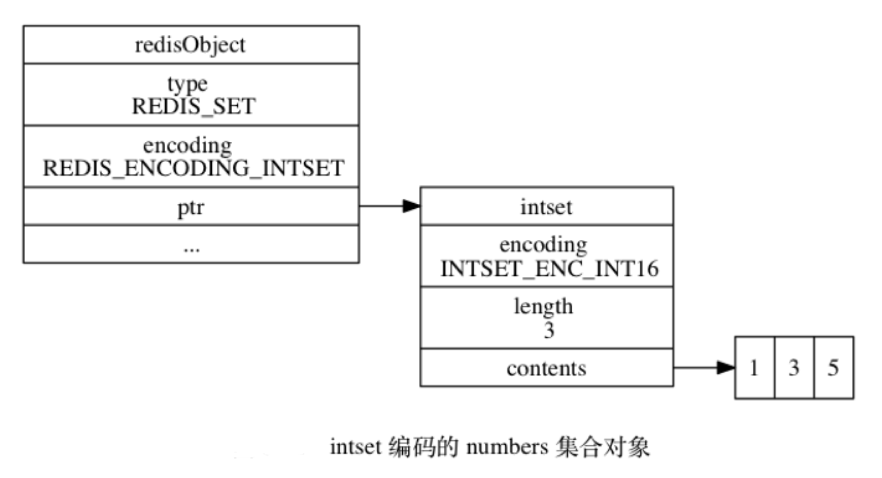 redisObject
type
REDIS_SET
encoding
REDIS_ENCODING_INTSET
ptr
...
intset
encoding
INTSET_ENC_INT16
length
3
contents
1 3 5
intset 编码的 numbers 集合对象